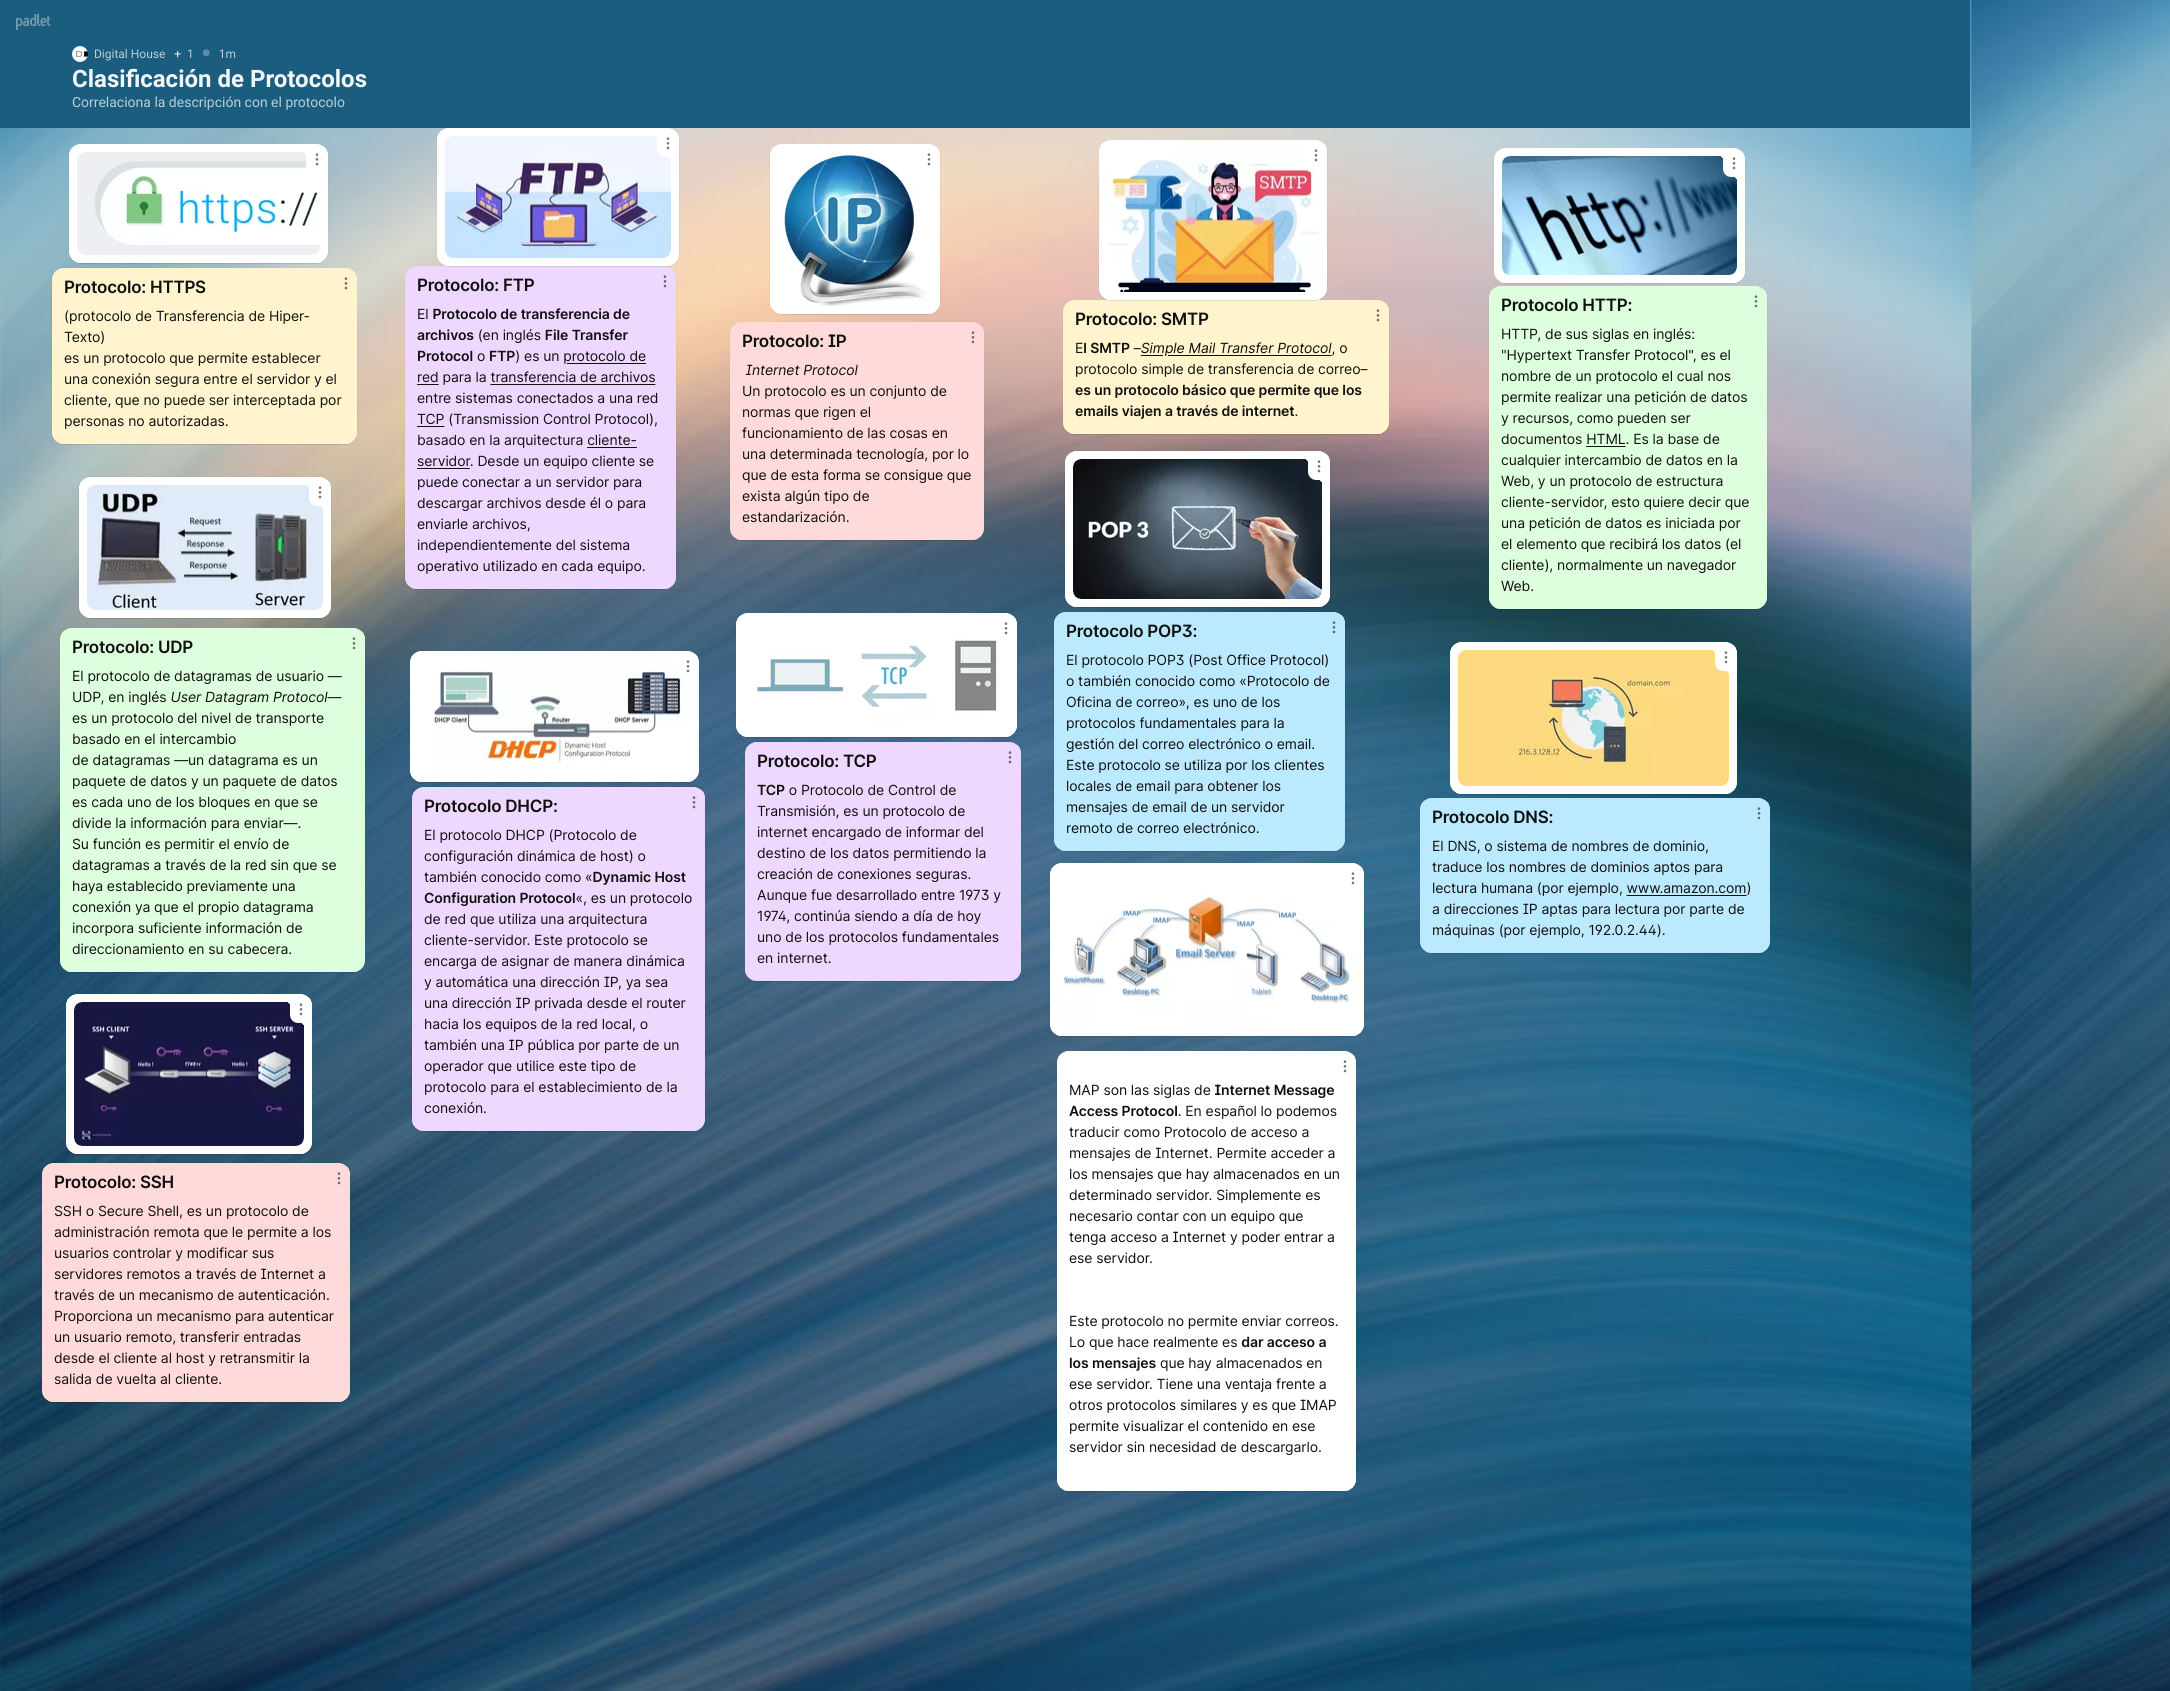 padlet
Digital House + 1 1m
Clasificación de Protocolos
Correlaciona la descripción con el protocolo
https://
Protocolo: HTTPS
(protocolo de Transferencia de Hiper-
Texto)
es un protocolo que permite establecer
una conexión segura entre el servidor y el
cliente, que no puede ser interceptada por
personas no autorizadas.
UDP
Request
Response
Response
Client
Server
Protocolo: UDP
El protocolo de datagramas de usuario —
UDP, en inglés User Datagram Protocol—
es un protocolo del nivel de transporte
basado en el intercambio
de datagramas —un datagrama es un
paquete de datos y un paquete de datos
es cada uno de los bloques en que se
divide la información para enviar—.
Su función es permitir el envío de
datagramas a través de la red sin que se
haya establecido previamente una
conexión ya que el propio datagrama
incorpora suficiente información de
direccionamiento en su cabecera.
SSH CLIENT
SSH SERVER
Hello !
Hello !
Protocolo: SSH
SSH o Secure Shell, es un protocolo de
administración remota que le permite a los
usuarios controlar y modificar sus
servidores remotos a través de Internet a
través de un mecanismo de autenticación.
Proporciona un mecanismo para autenticar
un usuario remoto, transferir entradas
desde el cliente al host y retransmitir la
salida de vuelta al cliente.
FTP
Protocolo: FTP
El Protocolo de transferencia de
archivos (en inglés File Transfer
Protocol o FTP) es un protocolo de
red para la transferencia de archivos
entre sistemas conectados a una red
TCP (Transmission Control Protocol),
basado en la arquitectura cliente-
servidor. Desde un equipo cliente se
puede conectar a un servidor para
descargar archivos desde él o para
enviarle archivos,
independientemente del sistema
operativo utilizado en cada equipo.
DHCP Client
Router
DHCP Server
DHCP
Dynamic Host
Configuration Protocol
Protocolo DHCP:
El protocolo DHCP (Protocolo de
configuración dinámica de host) o
también conocido como «Dynamic Host
Configuration Protocol«, es un protocolo
de red que utiliza una arquitectura
cliente-servidor. Este protocolo se
encarga de asignar de manera dinámica
y automática una dirección IP, ya sea
una dirección IP privada desde el router
hacia los equipos de la red local, o
también una IP pública por parte de un
operador que utilice este tipo de
protocolo para el establecimiento de la
conexión.
IP
Protocolo: IP
Internet Protocol
Un protocolo es un conjunto de
normas que rigen el
funcionamiento de las cosas en
una determinada tecnología, por lo
que de esta forma se consigue que
exista algún tipo de
estandarización.
TCP
Protocolo: TCP
TCP o Protocolo de Control de
Transmisión, es un protocolo de
internet encargado de informar del
destino de los datos permitiendo la
creación de conexiones seguras.
Aunque fue desarrollado entre 1973 y
1974, continúa siendo a día de hoy
uno de los protocolos fundamentales
en internet.
SMTP
Protocolo: SMTP
El SMTP –Simple Mail Transfer Protocol, o
protocolo simple de transferencia de correo–
es un protocolo básico que permite que los
emails viajen a través de internet.
POP 3
Protocolo POP3:
El protocolo POP3 (Post Office Protocol)
o también conocido como «Protocolo de
Oficina de correo», es uno de los
protocolos fundamentales para la
gestión del correo electrónico o email.
Este protocolo se utiliza por los clientes
locales de email para obtener los
mensajes de email de un servidor
remoto de correo electrónico.
IMAP
IMAP
IMAP
IMAP
Email Server
SmartPhone
Desktop PC
Tablet
Desktop PC
MAP son las siglas de Internet Message
Access Protocol. En español lo podemos
traducir como Protocolo de acceso a
mensajes de Internet. Permite acceder a
los mensajes que hay almacenados en un
determinado servidor. Simplemente es
necesario contar con un equipo que
tenga acceso a Internet y poder entrar a
ese servidor.
Este protocolo no permite enviar correos.
Lo que hace realmente es dar acceso a
los mensajes que hay almacenados en
ese servidor. Tiene una ventaja frente a
otros protocolos similares y es que IMAP
permite visualizar el contenido en ese
servidor sin necesidad de descargarlo.
http://www
Protocolo HTTP:
HTTP, de sus siglas en inglés:
"Hypertext Transfer Protocol", es el
nombre de un protocolo el cual nos
permite realizar una petición de datos
y recursos, como pueden ser
documentos HTML. Es la base de
cualquier intercambio de datos en la
Web, y un protocolo de estructura
cliente-servidor, esto quiere decir que
una petición de datos es iniciada por
el elemento que recibirá los datos (el
cliente), normalmente un navegador
Web.
domain.com
216.3.128.12
Protocolo DNS:
El DNS, o sistema de nombres de dominio,
traduce los nombres de dominios aptos para
lectura humana (por ejemplo, www.amazon.com)
a direcciones IP aptas para lectura por parte de
máquinas (por ejemplo, 192.0.2.44).